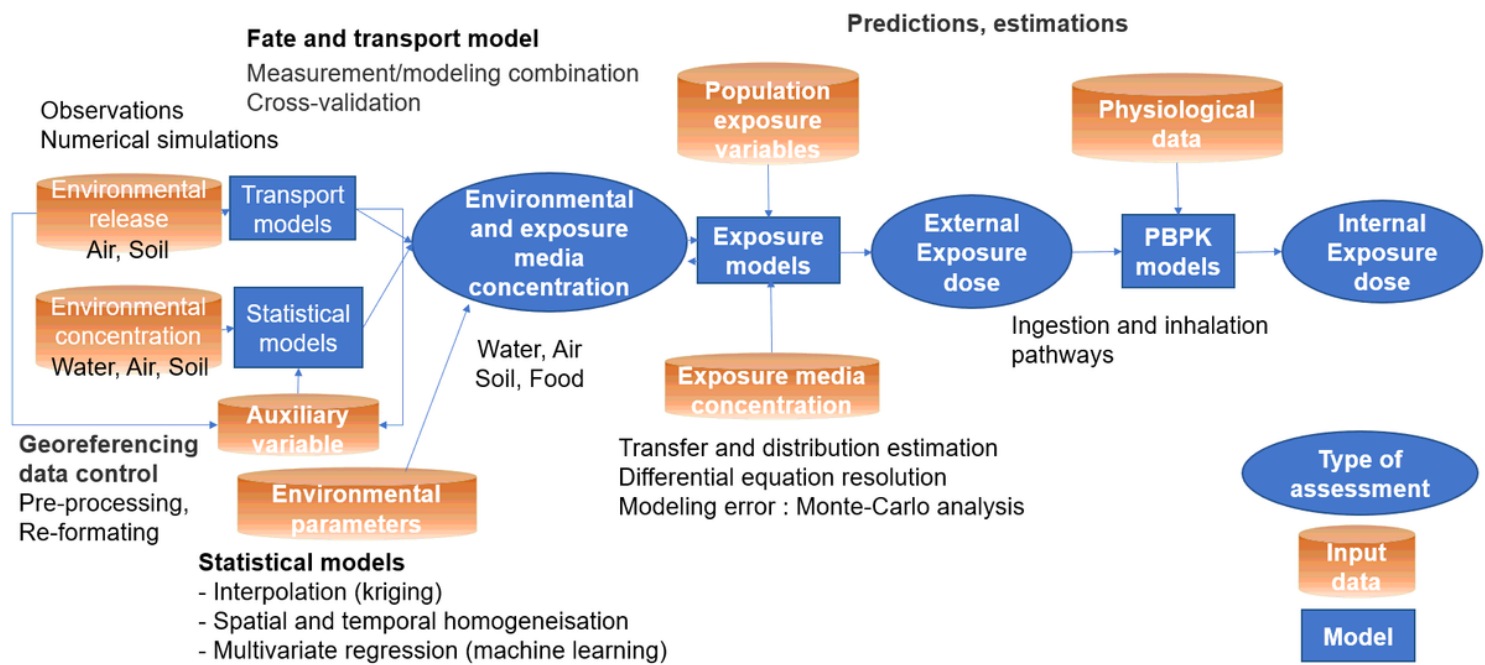 Predictions, estimations
Fate and transport model
Measurement/modeling combination
Cross-validation
Observations
Numerical simulations
Population
exposure
variables
Physiological
data
Environmental
release
Air, Soil
Transport
models
Environmental
and exposure
media
concentration
Exposure
models
External
Exposure
dose
PBPK
models
Internal
Exposure
dose
Environmental
concentration
Water, Air, Soil
Statistical
models
Water, Air
Soil, Food
Ingestion and inhalation
pathways
Exposure media
concentration
Auxiliary
variable
Georeferencing
data control
Pre-processing,
Re-formating
Environmental
parameters
Transfer and distribution estimation
Differential equation resolution
Modeling error : Monte-Carlo analysis
Statistical models
- Interpolation (kriging)
- Spatial and temporal homogeneisation
- Multivariate regression (machine learning)
Type of
assessment
Input
data
Model